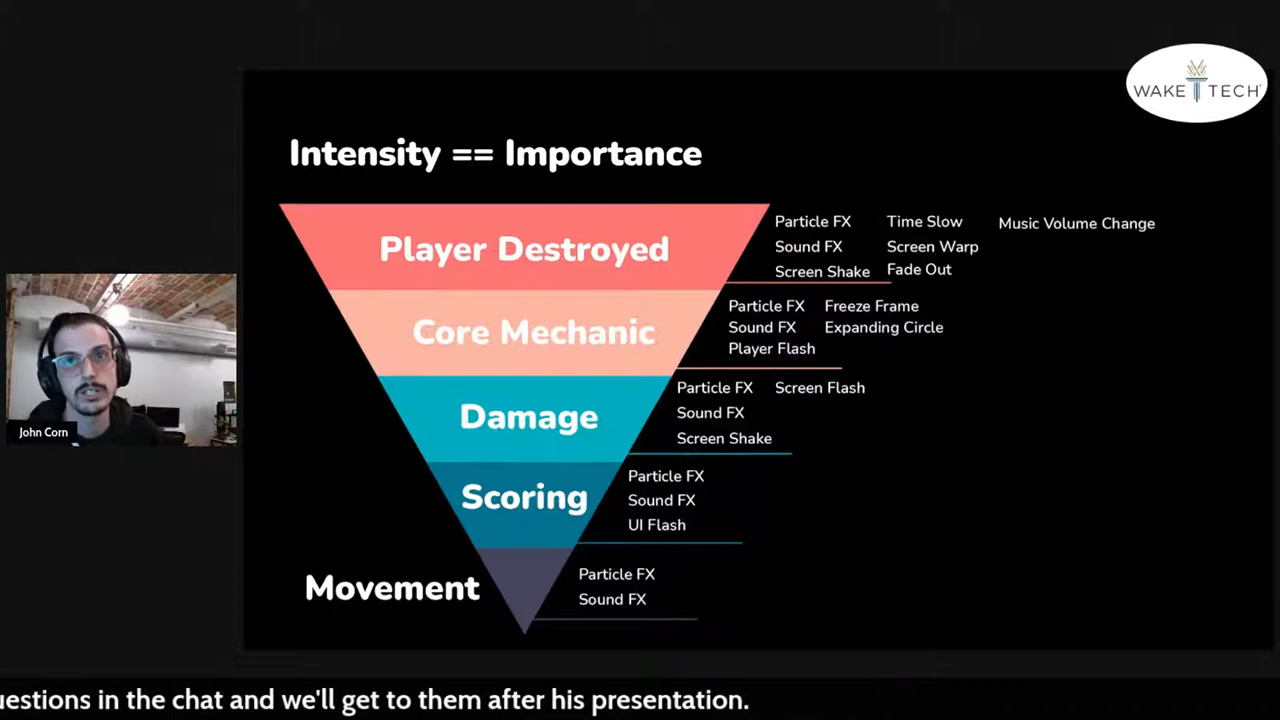 WAKE TECH
Intensity == Importance
Player Destroyed
Particle FX
Sound FX
Screen Shake
Time Slow
Screen Warp
Fade Out
Music Volume Change
Core Mechanic
Particle FX
Sound FX
Player Flash
Freeze Frame
Expanding Circle
Damage
Particle FX
Sound FX
Screen Shake
Screen Flash
Scoring
Particle FX
Sound FX
UI Flash
Movement
Particle FX
Sound FX
John Corn
uestions in the chat and we'll get to them after his presentation.